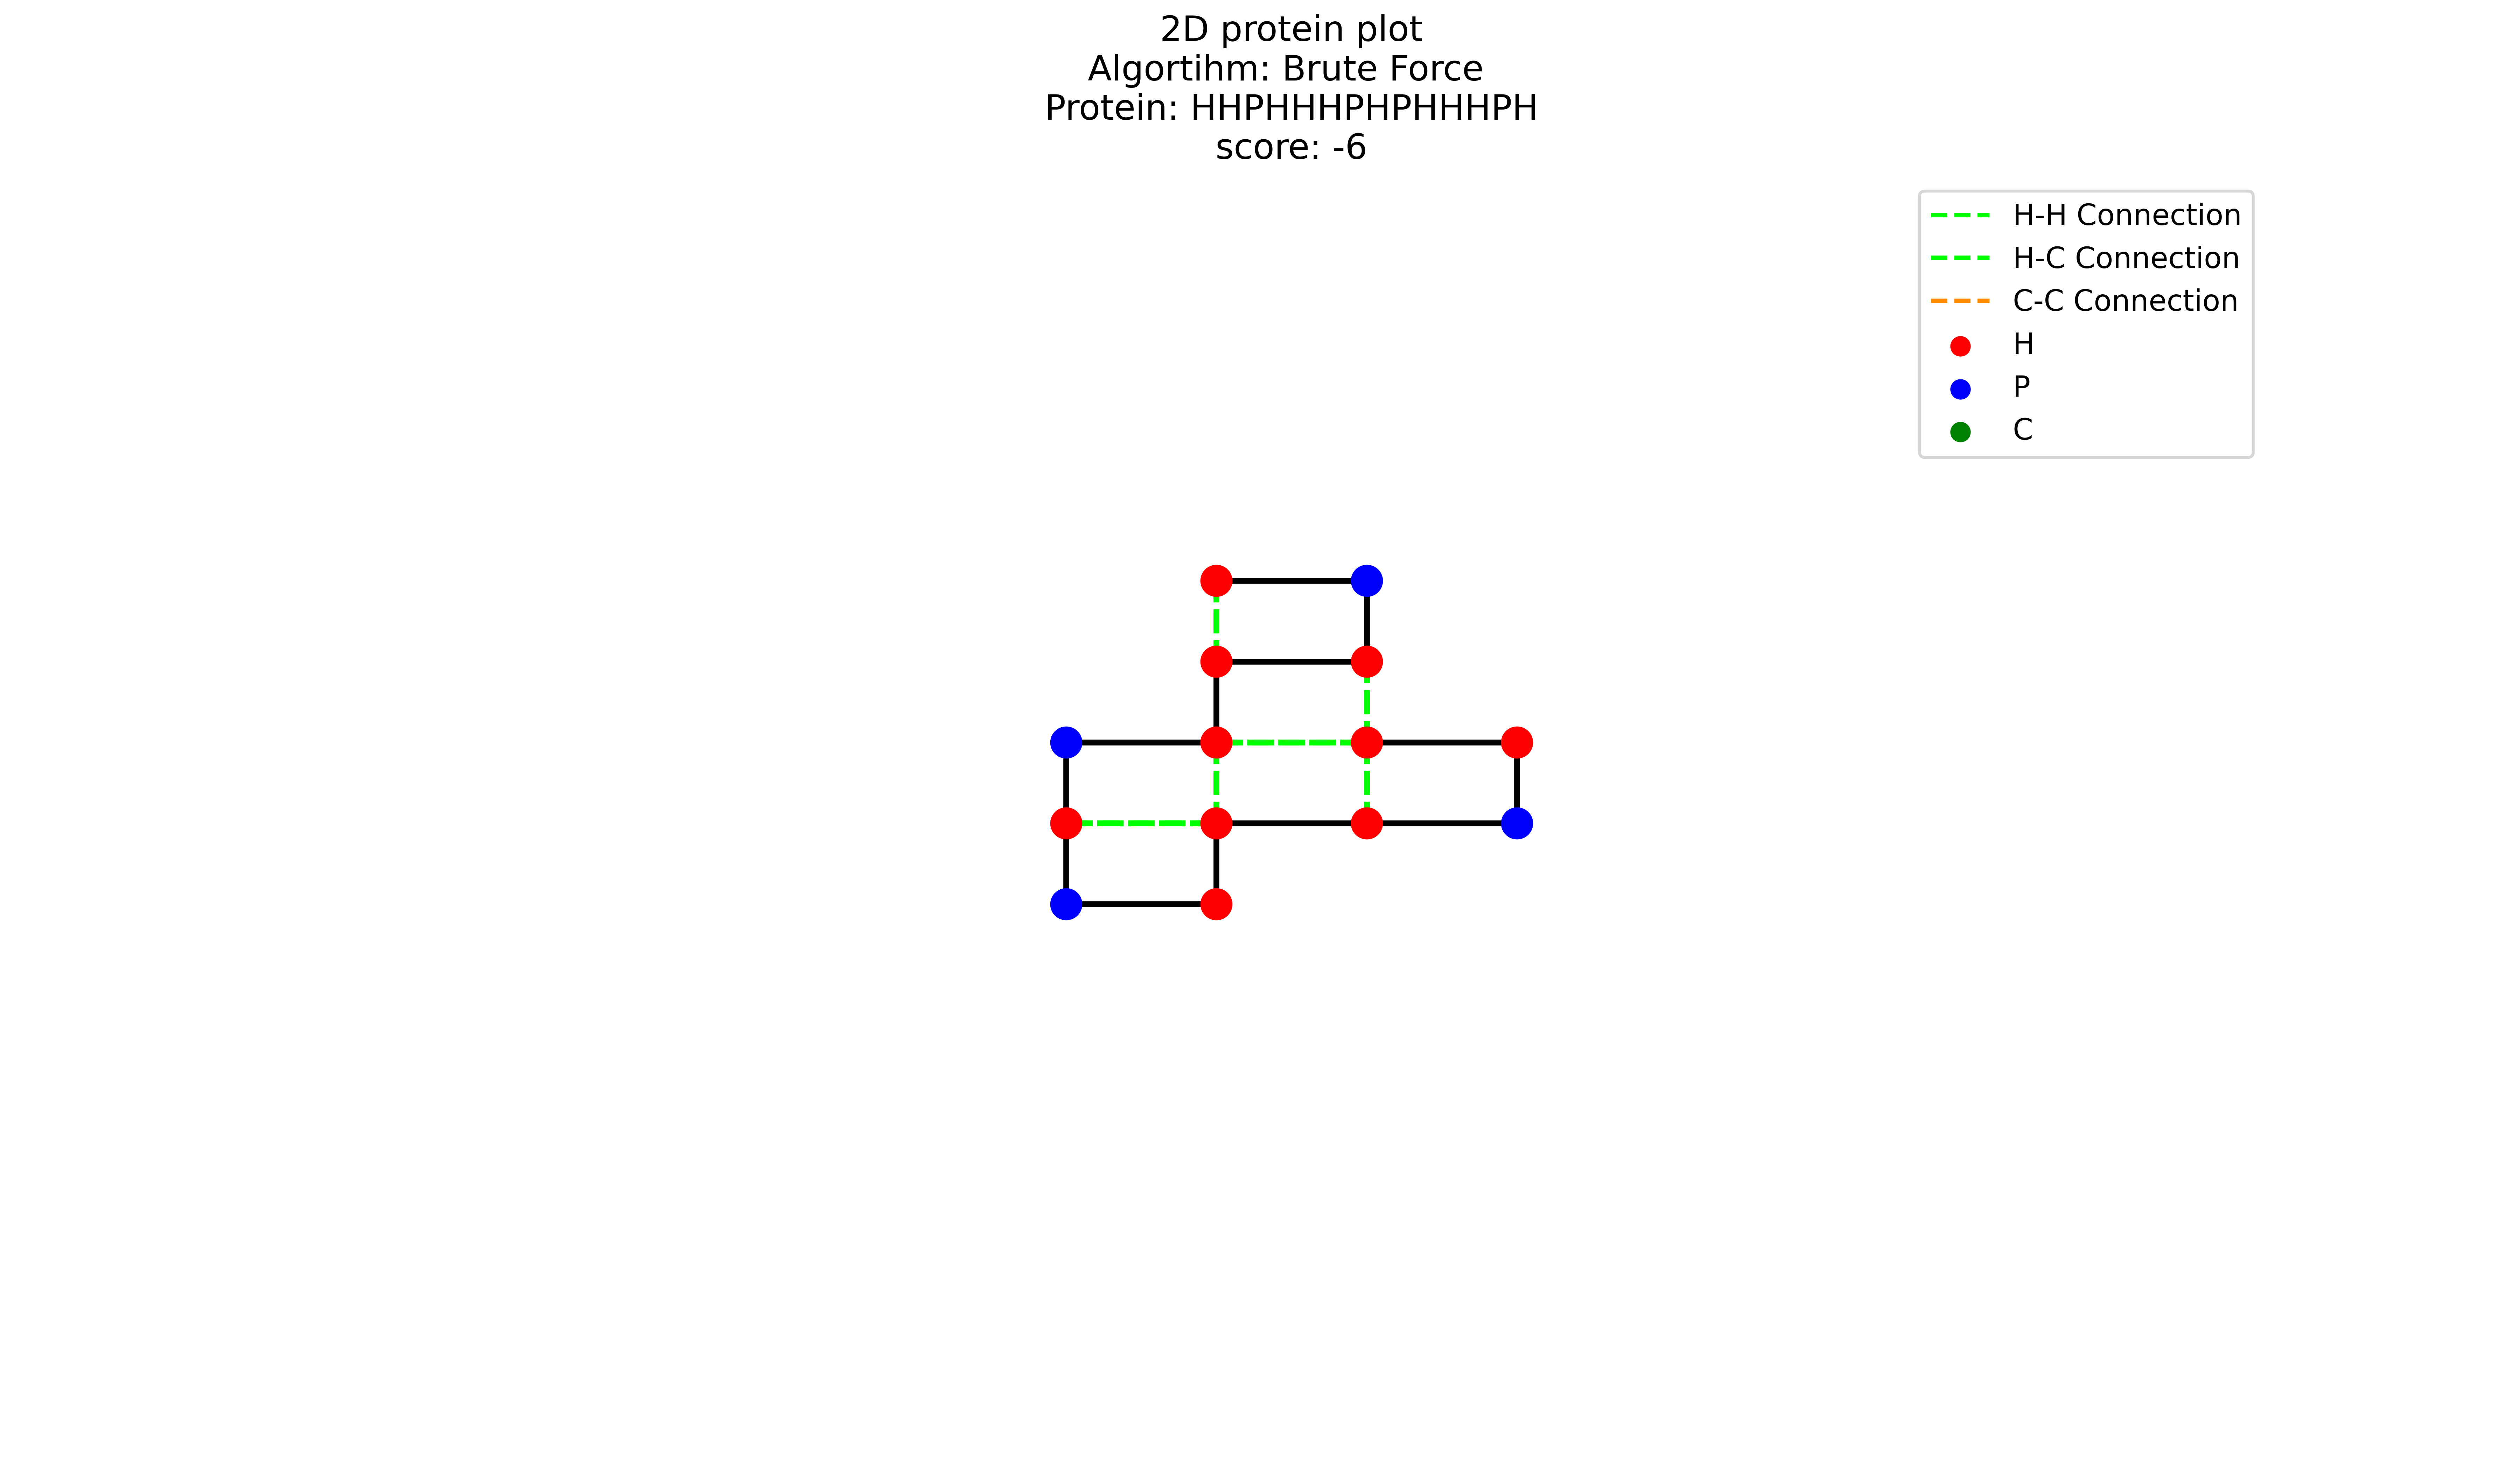 2D protein plot
Algortihm: Brute Force
Protein: HHPHHHPHPHHHPH
score: -6
H-H Connection
H-C Connection
C-C Connection
H
P
C